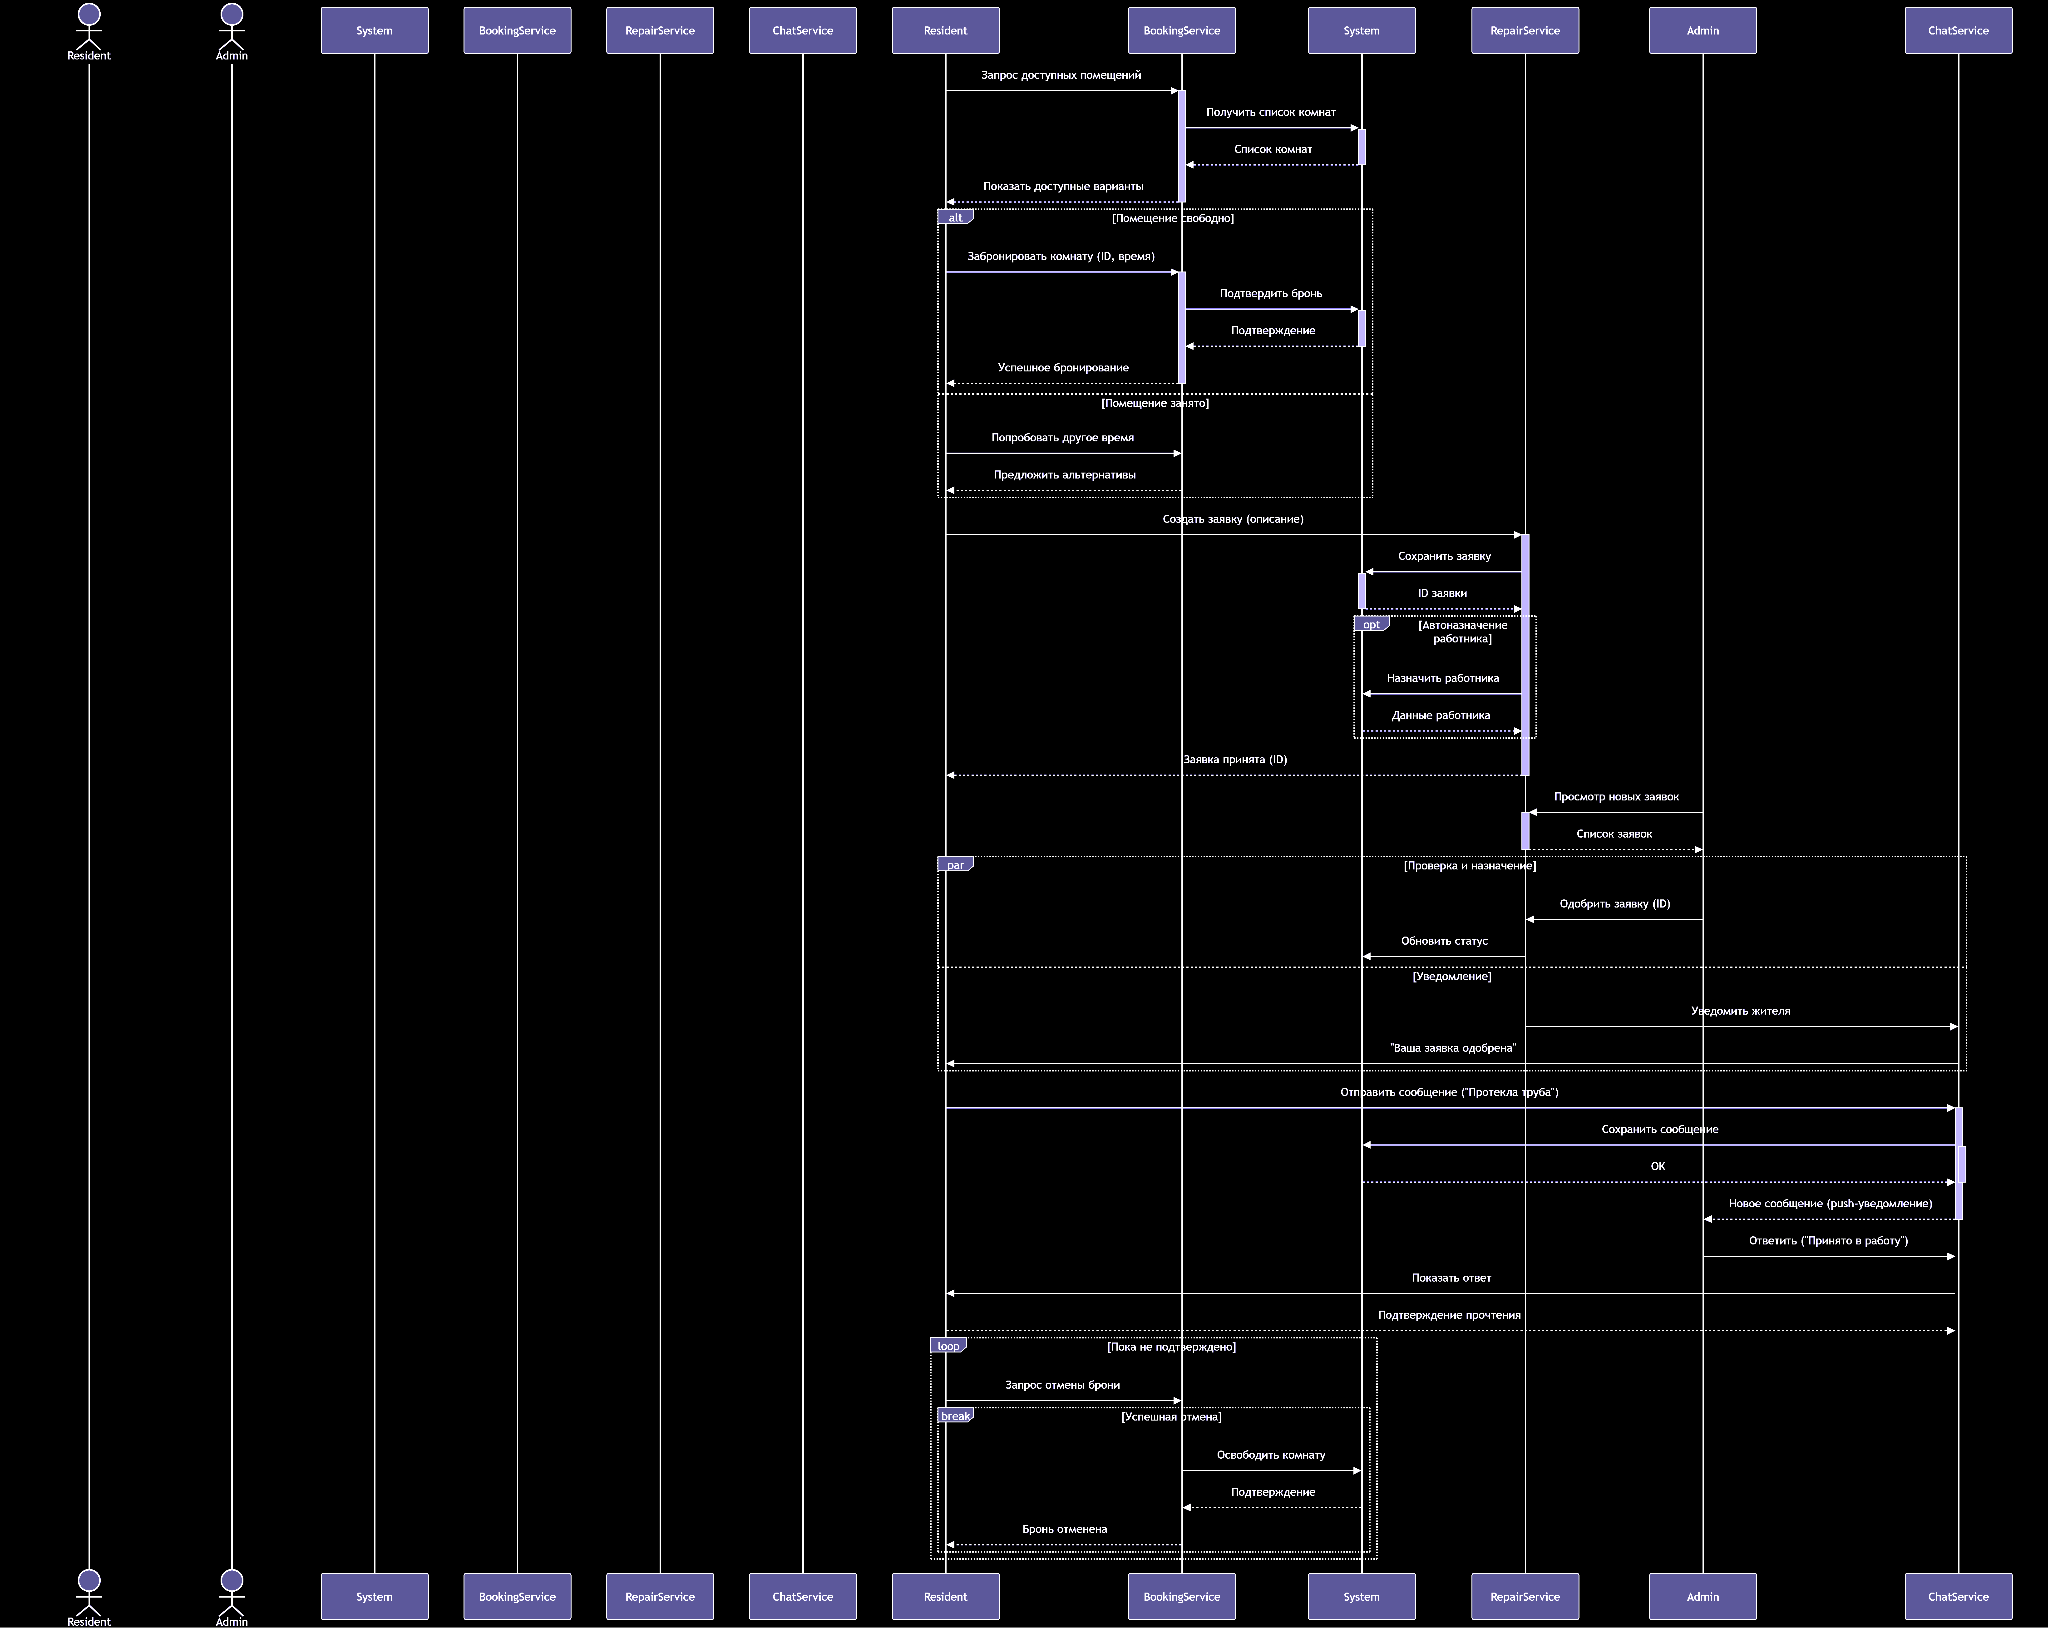 Resident
Admin
System
BookingService
RepairService
ChatService
Resident
BookingService
System
RepairService
Admin
ChatService
Запрос доступных помещений
Получить список комнат
Список комнат
Показать доступные варианты
alt
[Помещение свободно]
Забронировать комнату (ID, время)
Подтвердить бронь
Подтверждение
Успешное бронирование
[Помещение занято]
Попробовать другое время
Предложить альтернативы
Создать заявку (описание)
Сохранить заявку
ID заявки
opt
[Автоназначение
работника]
Назначить работника
Данные работника
Заявка принята (ID)
Просмотр новых заявок
Список заявок
par
[Проверка и назначение]
Одобрить заявку (ID)
Обновить статус
[Уведомление]
Уведомить жителя
"Ваша заявка одобрена"
Отправить сообщение ("Протекла труба")
Сохранить сообщение
OK
Новое сообщение (push-уведомление)
Ответить ("Принято в работу")
Показать ответ
Подтверждение прочтения
loop
[Пока не подтверждено]
Запрос отмены брони
break
[Успешная отмена]
Освободить комнату
Подтверждение
Бронь отменена
Resident
Admin
System
BookingService
RepairService
ChatService
Resident
BookingService
System
RepairService
Admin
ChatService